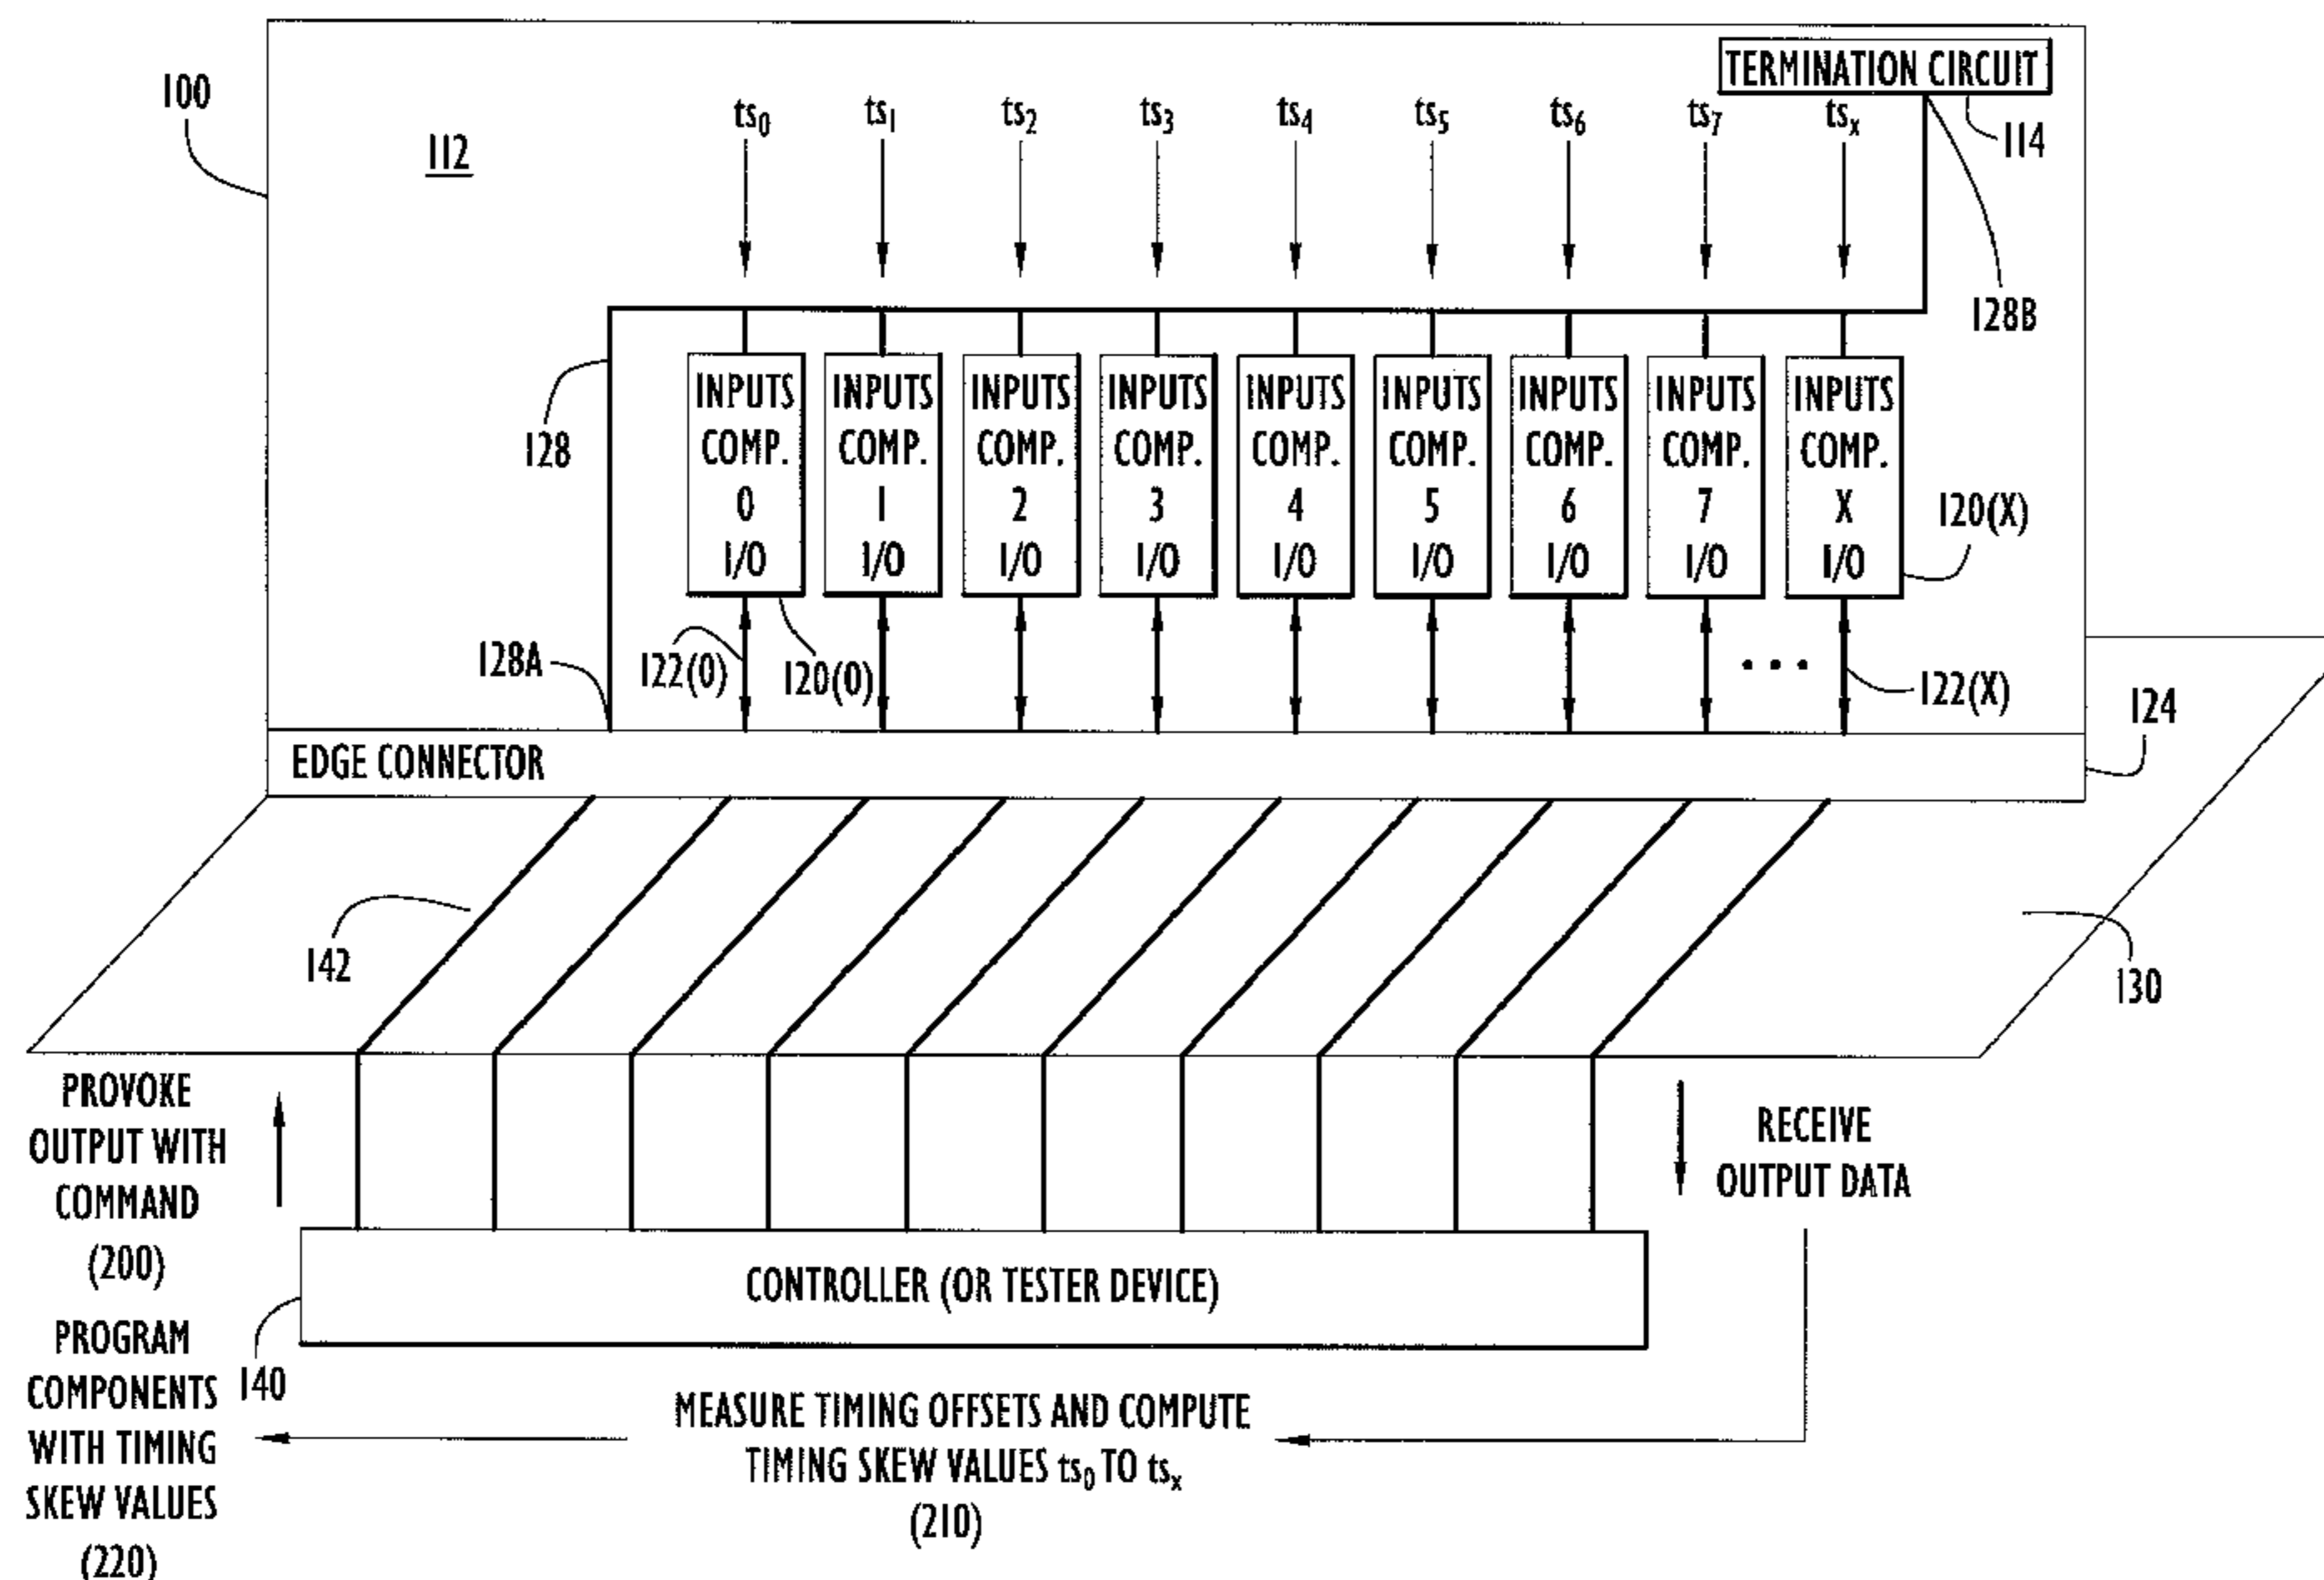 TERMINATION CIRCUIT
100
ts0 ts1 ts2 ts3 ts4 ts5 ts6 ts7 tsx
114
112
128B
128
INPUTS COMP. 0 I/O
INPUTS COMP. 1 I/O
INPUTS COMP. 2 I/O
INPUTS COMP. 3 I/O
INPUTS COMP. 4 I/O
INPUTS COMP. 5 I/O
INPUTS COMP. 6 I/O
INPUTS COMP. 7 I/O
INPUTS COMP. X I/O
120(X)
128A
122(0)
120(0)
...
122(X)
124
EDGE CONNECTOR
142
130
PROVOKE
OUTPUT WITH
COMMAND
(200)
RECEIVE
OUTPUT DATA
CONTROLLER (OR TESTER DEVICE)
140
PROGRAM
COMPONENTS
WITH TIMING
SKEW VALUES
(220)
MEASURE TIMING OFFSETS AND COMPUTE
TIMING SKEW VALUES ts0 TO tsx
(210)